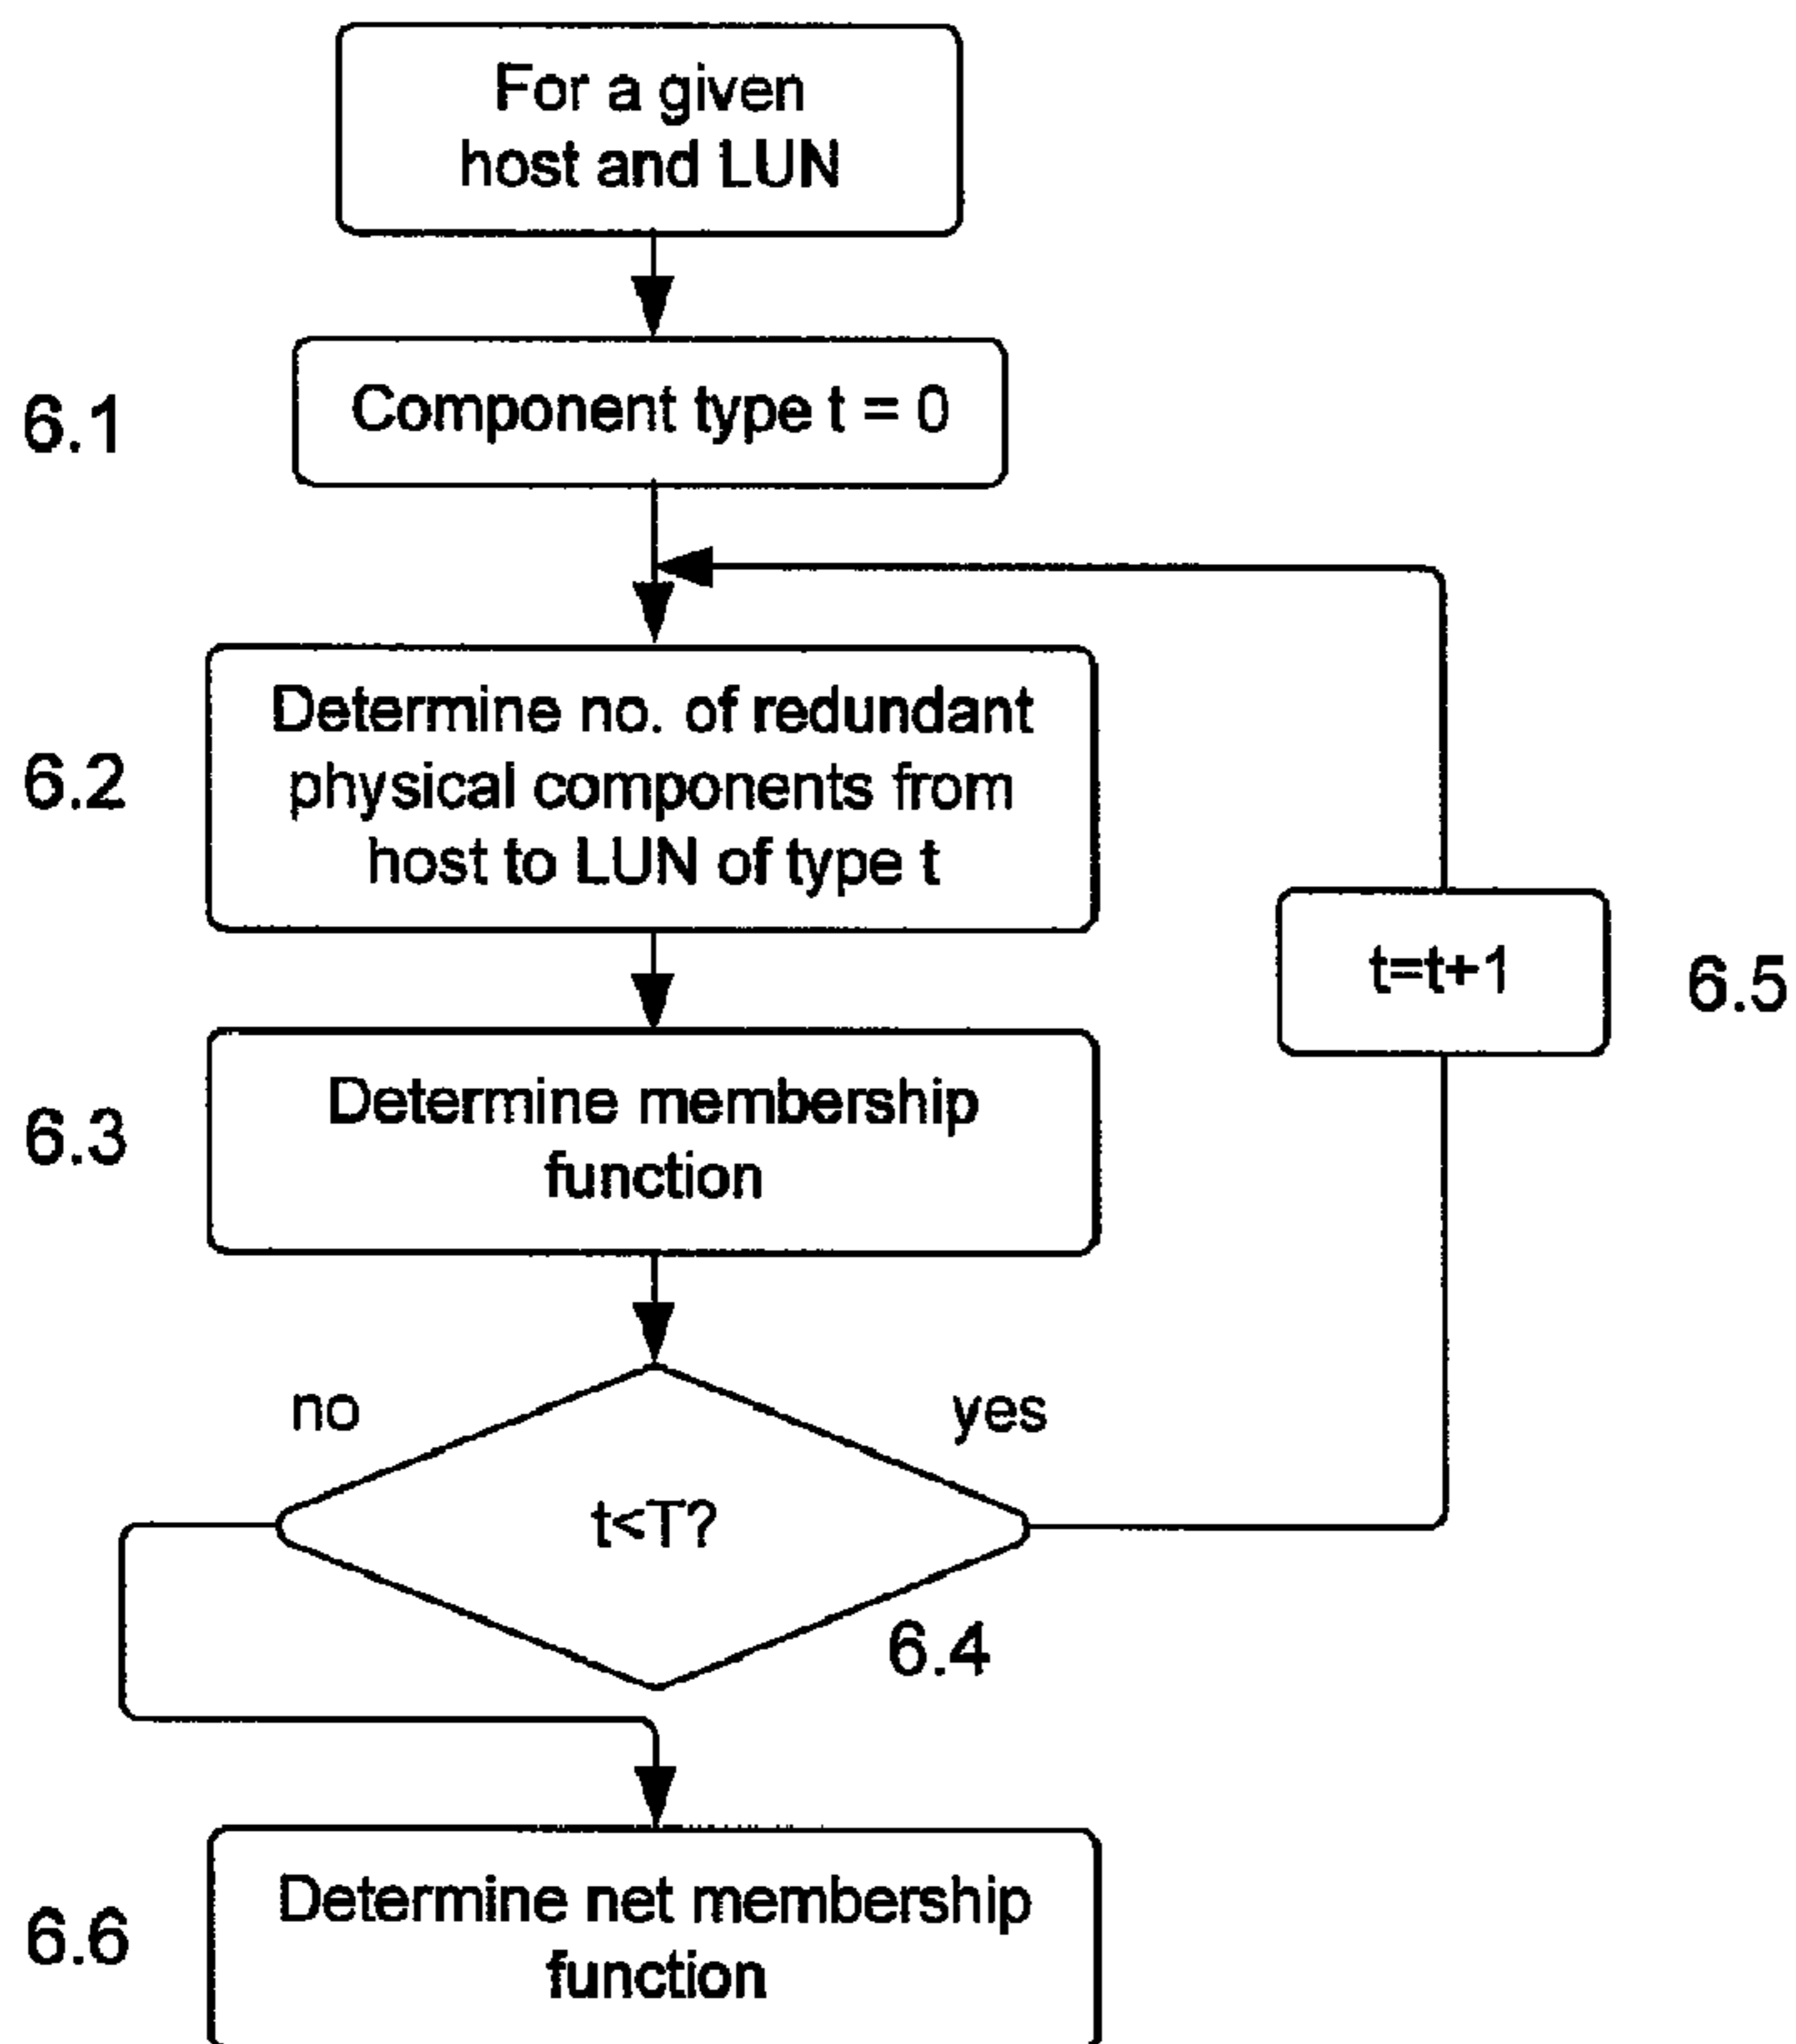 For a given
host and LUN
6.1
Component type t = 0
6.2
Determine no. of redundant
physical components from
host to LUN of type t
t=t+1
6.5
6.3
Determine membership
function
no
yes
t<T?
6.4
6.6
Determine net membership
function